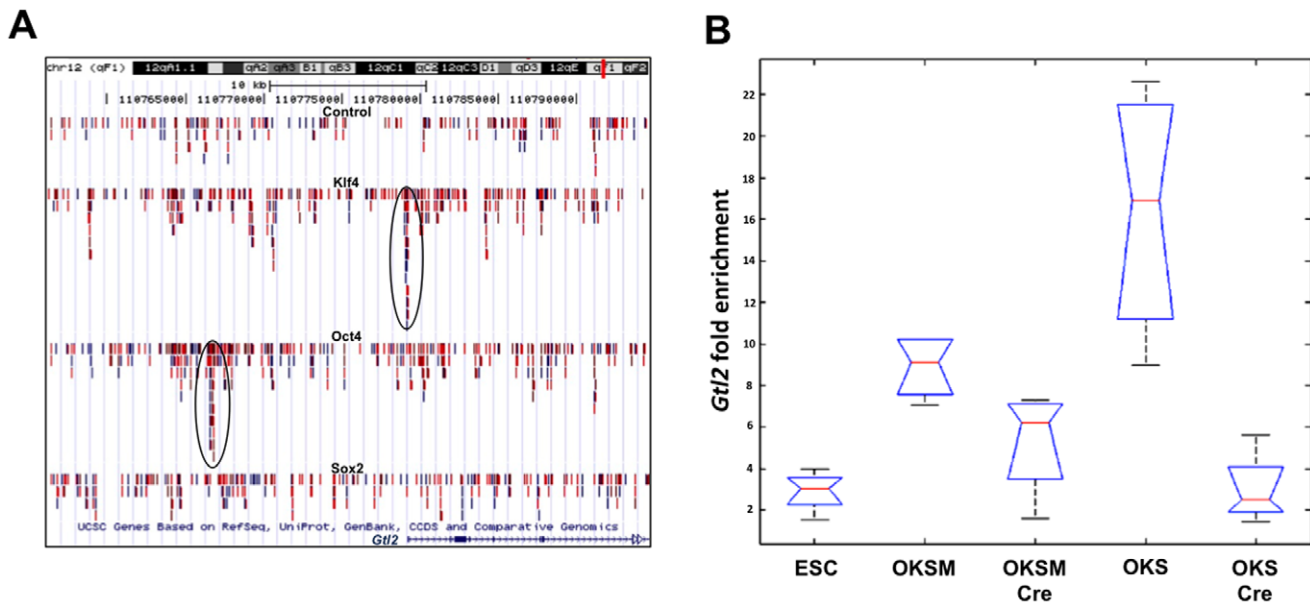 A
chr12 (qF1) 12qA1.1 qA2 qA3 B1 qB3 12qC1 qC2 12qC3 D1 qD3 12qE qF1 qF2
10 kb
110765000| 110770000| 110775000| 110780000| 110785000| 110790000|
Control
Klf4
Oct4
Sox2
UCSC Genes Based on RefSeq, UniProt, GenBank, CCDS and Comparative Genomics
Gtl2
B
Gtl2 fold enrichment
22
20
18
16
14
12
10
8
6
4
2
ESC OKSM OKSM Cre OKS OKS Cre